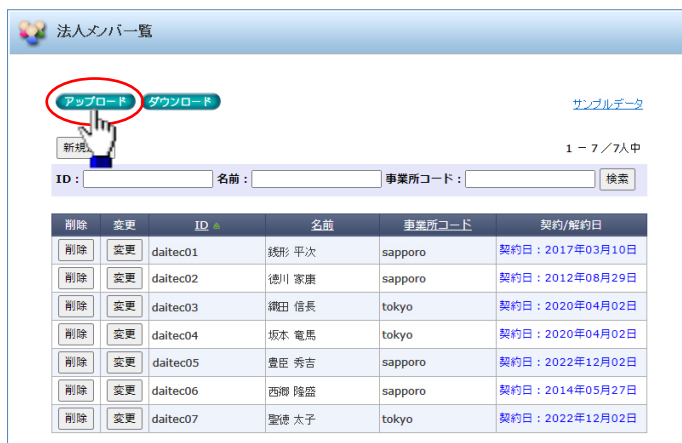 法人メンバ一覧
アップロード ダウンロード サンプルデータ
新規 1 - 7/7人中
ID: 名前: 事業所コード: 検索
削除 変更 ID 名前 事業所コード 契約/解約日
削除 変更 daitec01 銭形 平次 sapporo 契約日:2017年03月10日
削除 変更 daitec02 徳川 家康 sapporo 契約日:2012年08月29日
削除 変更 daitec03 織田 信長 tokyo 契約日:2020年04月02日
削除 変更 daitec04 坂本 竜馬 tokyo 契約日:2020年04月02日
削除 変更 daitec05 豊臣 秀吉 sapporo 契約日:2022年12月02日
削除 変更 daitec06 西郷 隆盛 sapporo 契約日:2014年05月27日
削除 変更 daitec07 聖徳 太子 tokyo 契約日:2022年12月02日